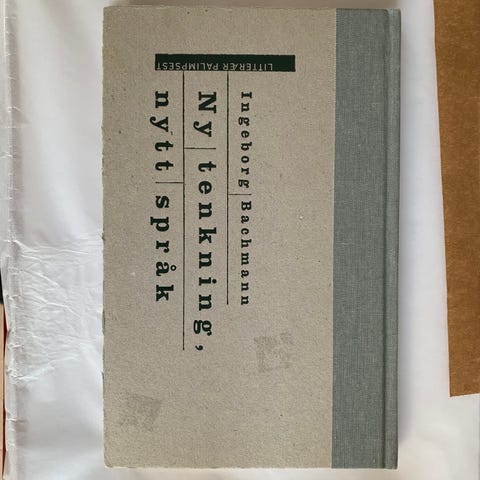 LITTERÆR PALIMPSEST
Ingeborg Bachmann
Ny tenkning,
nytt språk